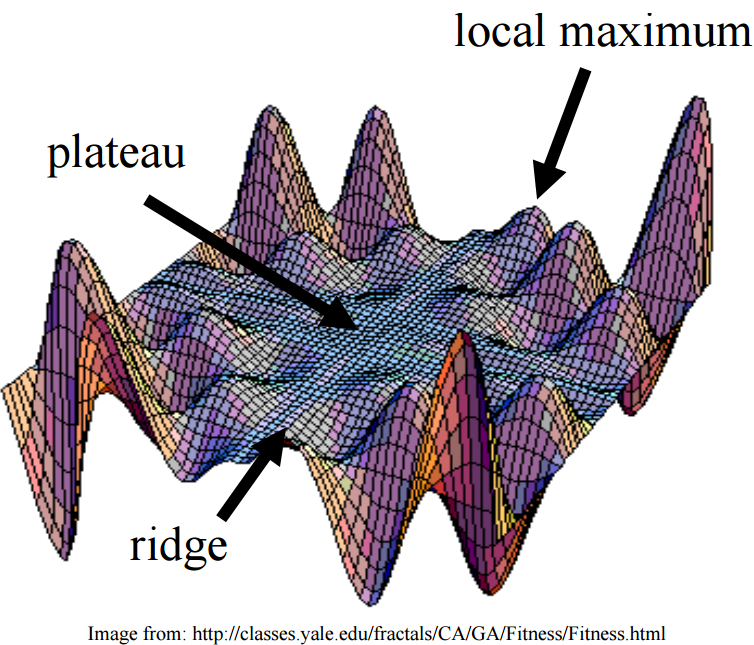 local maximum
plateau
ridge
Image from: http://classes.yale.edu/fractals/CA/GA/Fitness/Fitness.html